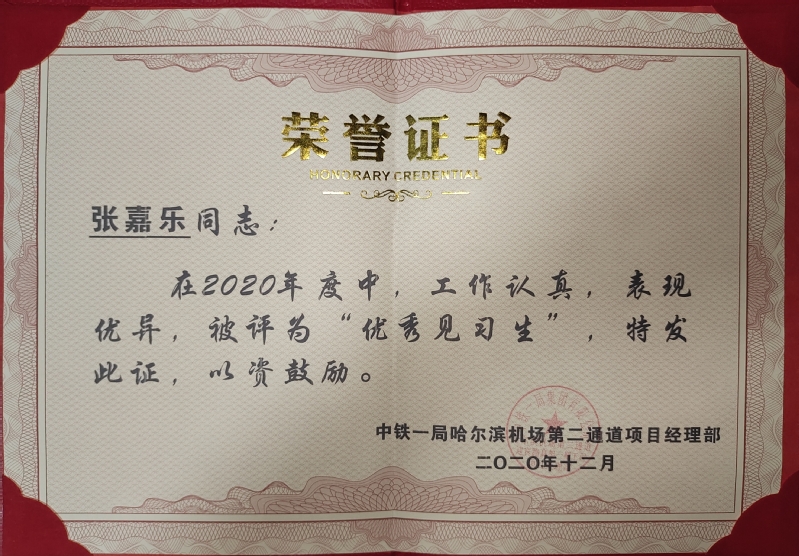 荣誉证书
HONORARY CREDENTIAL
张嘉乐同志：
在2020年度中，工作认真，表现
优异，被评为“优秀见习生”，特发
此证，以资鼓励。
中铁一局哈尔滨机场第二通道项目经理部
二〇二〇年十二月